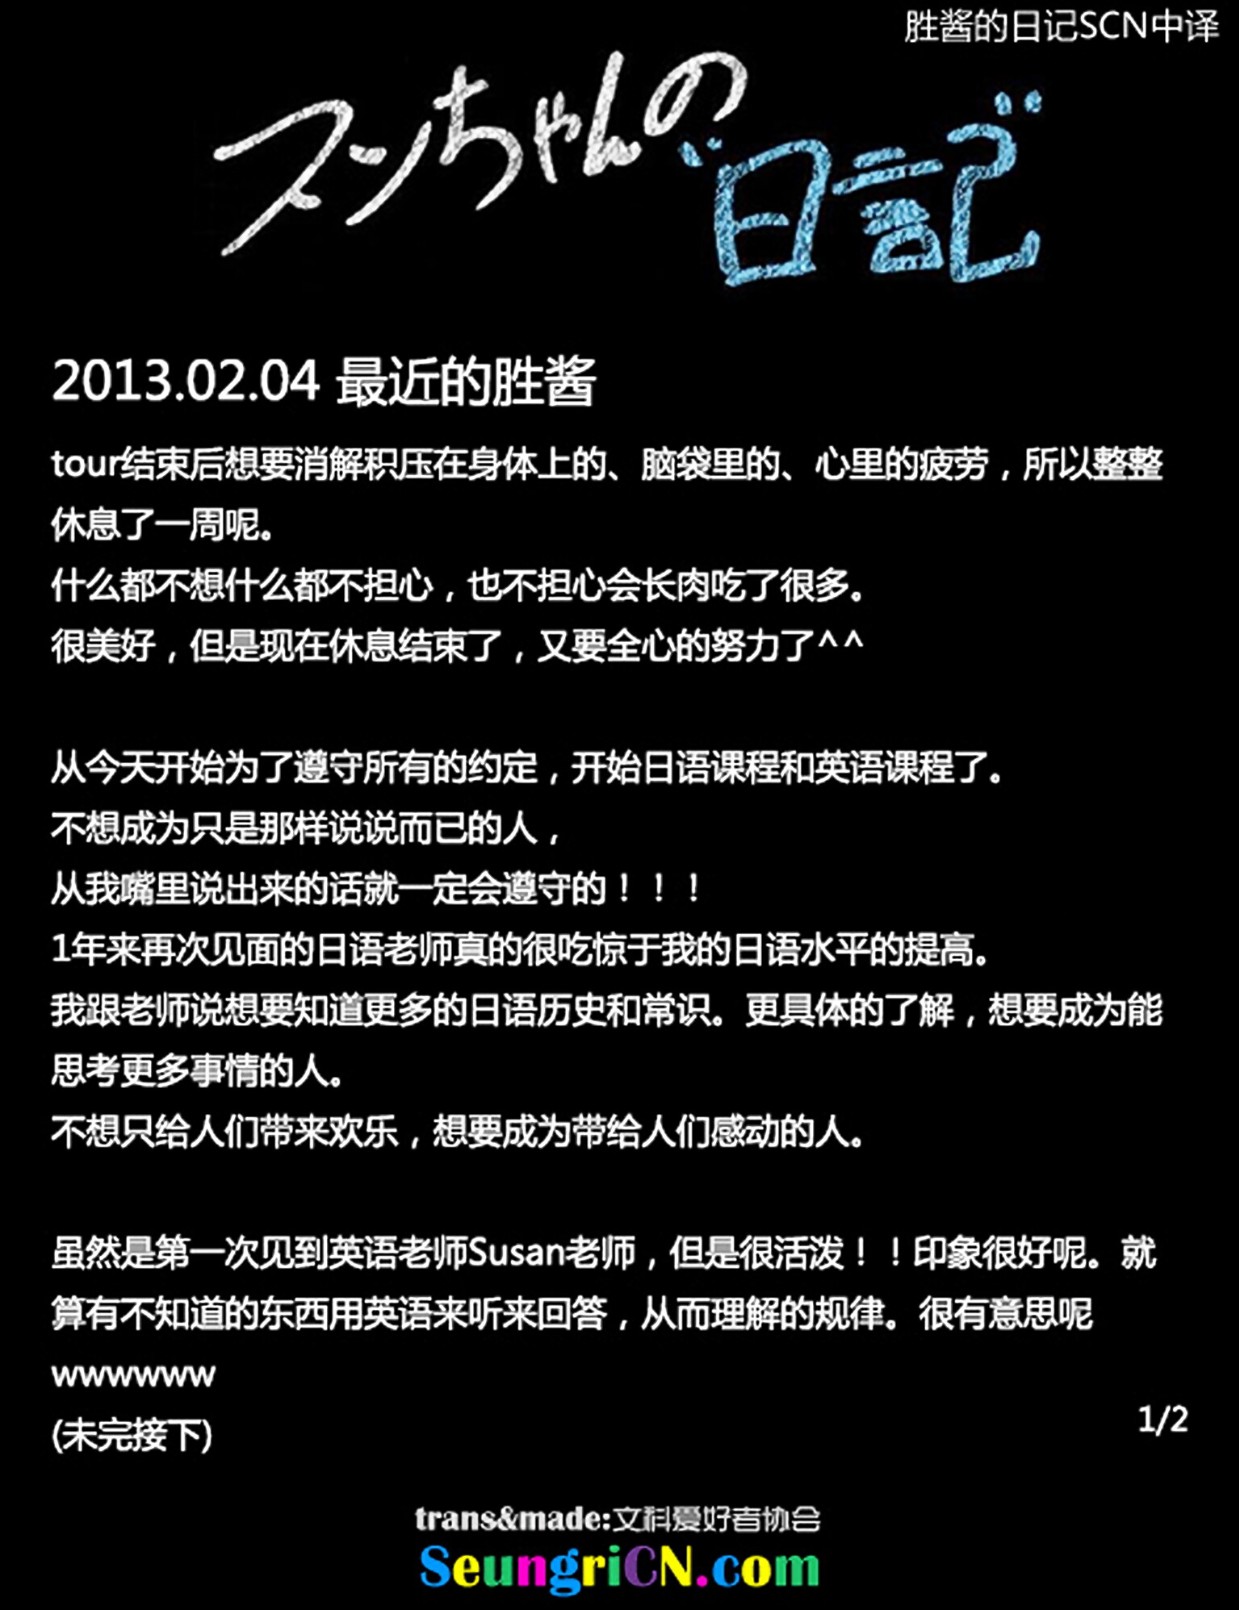 胜酱的日记SCN中译
スンちゃんの
日記
2013.02.04 最近的胜酱
tour结束后想要消解积压在身体上的、脑袋里的、心里的疲劳，所以整整
休息了一周呢。
什么都不想什么都不担心，也不担心会长肉吃了很多。
很美好，但是现在休息结束了，又要全心的努力了^^
从今天开始为了遵守所有的约定，开始日语课程和英语课程了。
不想成为只是那样说说而已的人，
从我嘴里说出来的话就一定会遵守的！！！
1年来再次见面的日语老师真的很吃惊于我的日语水平的提高。
我跟老师说想要知道更多的日语历史和常识。更具体的了解，想要成为能
思考更多事情的人。
不想只给人们带来欢乐，想要成为带给人们感动的人。
虽然是第一次见到英语老师Susan老师，但是很活泼！！印象很好呢。就
算有不知道的东西用英语来听来回答，从而理解的规律。很有意思呢
wwwwww
(未完接下)
1/2
trans&made:文科爱好者协会
SeungriCN.com